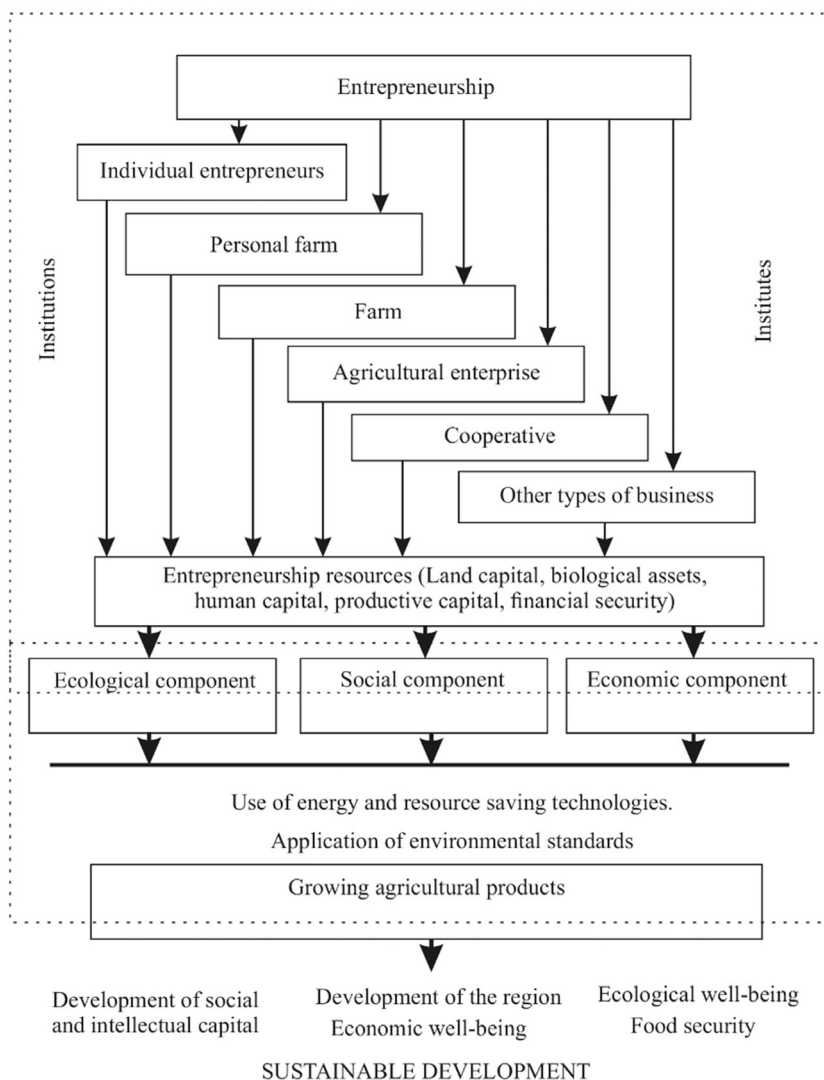 Entrepreneurship
Individual entrepreneurs
Personal farm
Institutions
Institutes
Farm
Agricultural enterprise
Cooperative
Other types of business
Entrepreneurship resources (Land capital, biological assets,
human capital, productive capital, financial security)
Ecological component
Social component
Economic component
Use of energy and resource saving technologies.
Application of environmental standards
Growing agricultural products
Development of social
and intellectual capital
Development of the region
Economic well-being
Ecological well-being
Food security
SUSTAINABLE DEVELOPMENT